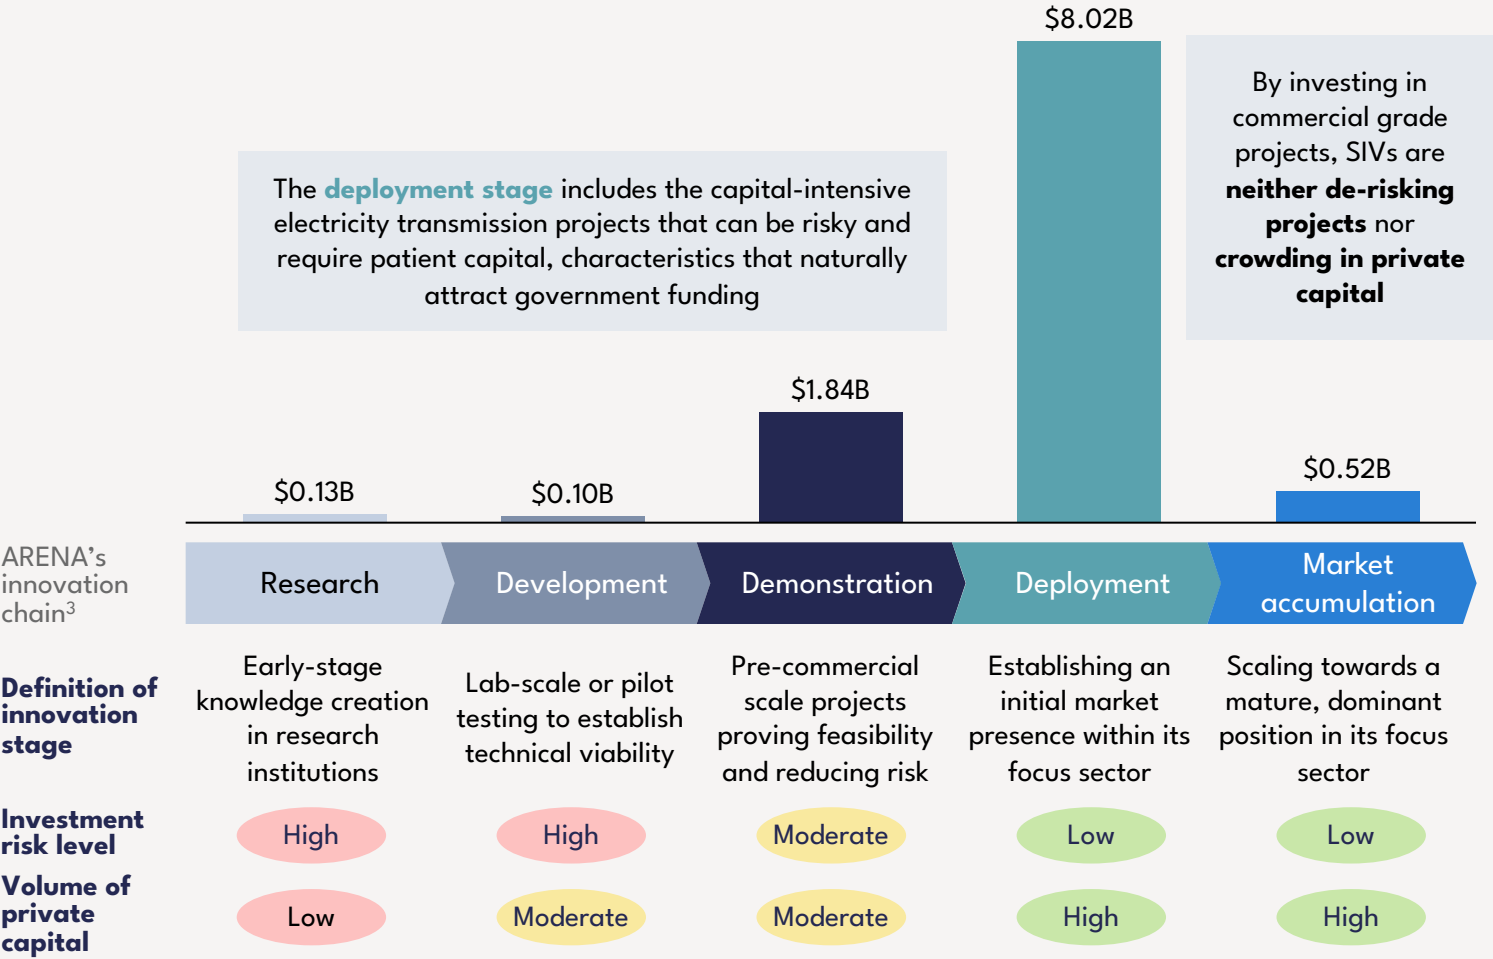 $8.02B
By investing in
commercial grade
projects, SIVs are
neither de-risking
projects nor
crowding in private
capital
The deployment stage includes the capital-intensive
electricity transmission projects that can be risky and
require patient capital, characteristics that naturally
attract government funding
$1.84B
$0.13B
$0.10B
$0.52B
ARENA’s
innovation
chain³
Research
Development
Demonstration
Deployment
Market
accumulation
Definition of
innovation
stage
Early-stage
knowledge creation
in research
institutions
Lab-scale or pilot
testing to establish
technical viability
Pre-commercial
scale projects
proving feasibility
and reducing risk
Establishing an
initial market
presence within its
focus sector
Scaling towards a
mature, dominant
position in its focus
sector
Investment
risk level
High
High
Moderate
Low
Low
Volume of
private
capital
Low
Moderate
Moderate
High
High